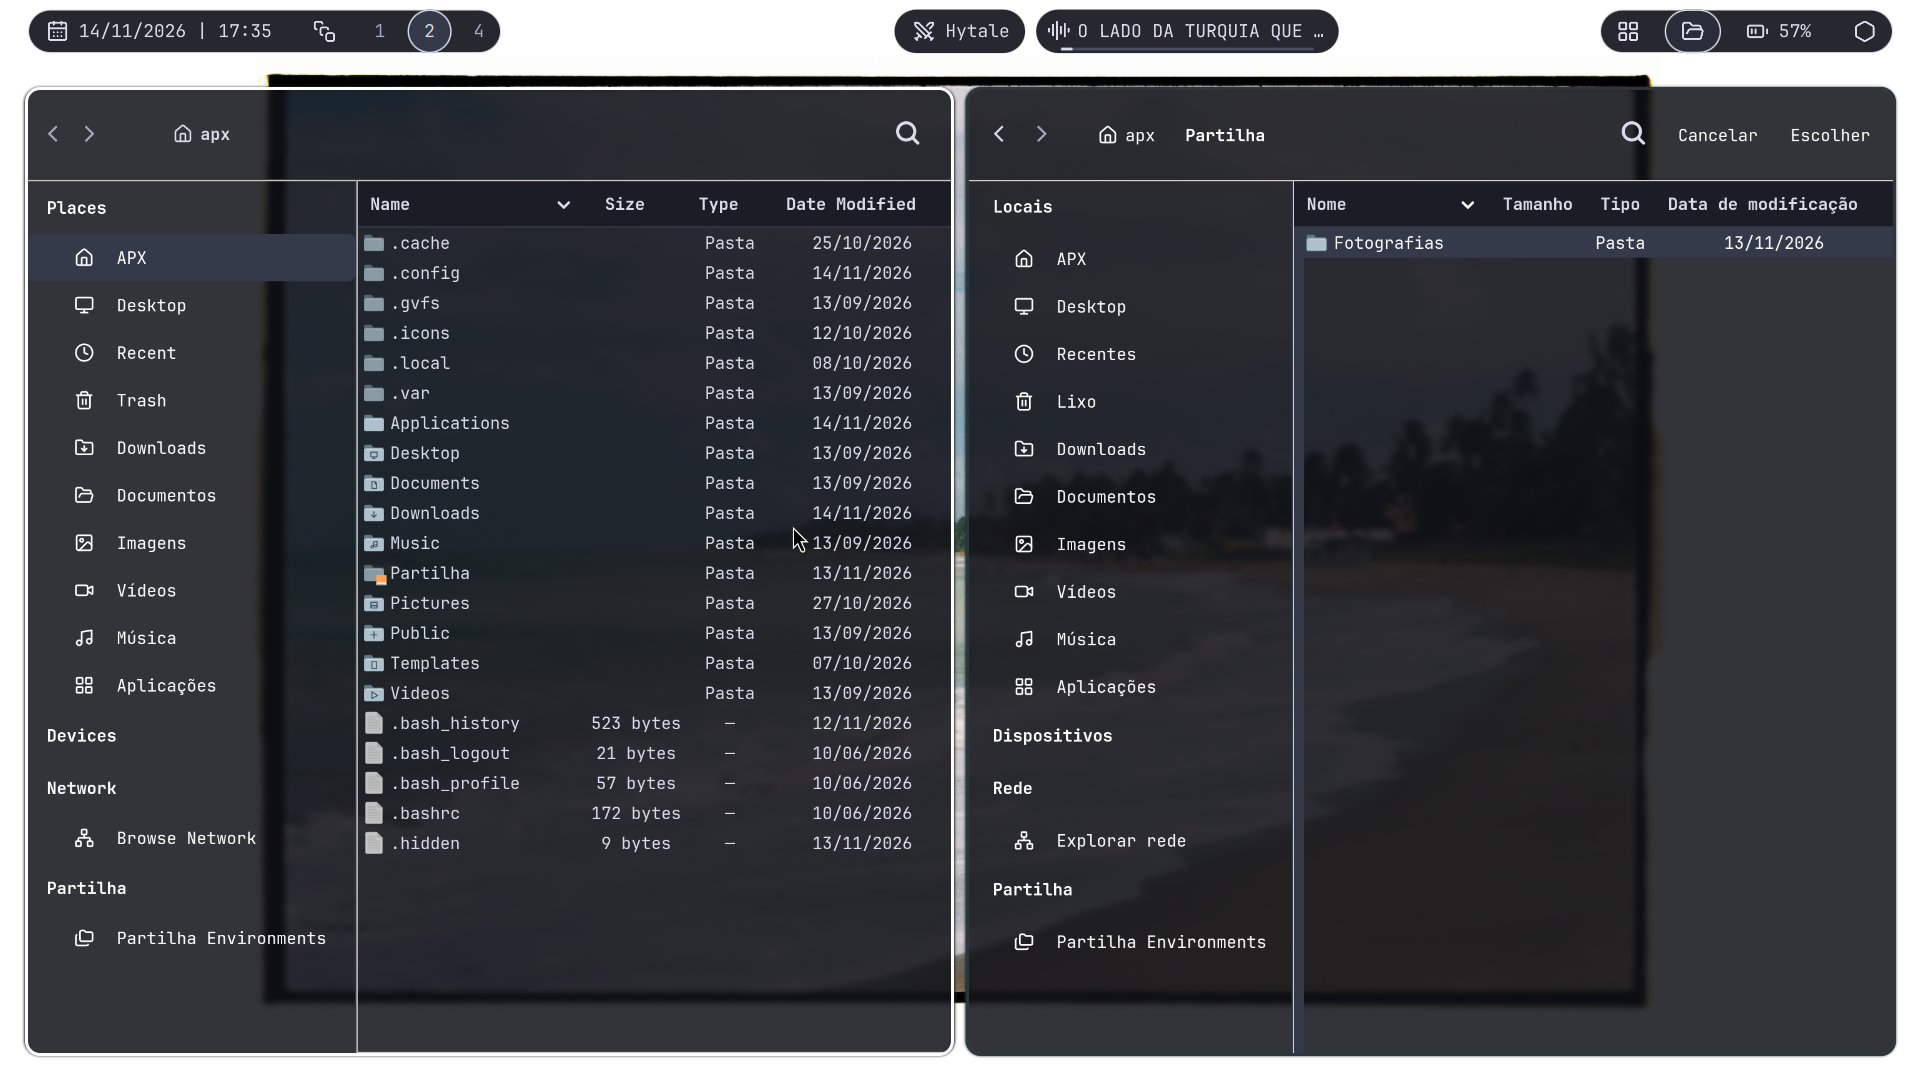 14/11/2026 | 17:35
1
2
4
Hytale
O LADO DA TURQUIA QUE …
57%
apx
Places
APX
Desktop
Recent
Trash
Downloads
Documentos
Imagens
Vídeos
Música
Aplicações
Devices
Network
Browse Network
Partilha
Partilha Environments
Name Size Type Date Modified
.cache Pasta 25/10/2026
.config Pasta 14/11/2026
.gvfs Pasta 13/09/2026
.icons Pasta 12/10/2026
.local Pasta 08/10/2026
.var Pasta 13/09/2026
Applications Pasta 14/11/2026
Desktop Pasta 13/09/2026
Documents Pasta 13/09/2026
Downloads Pasta 14/11/2026
Music Pasta 13/09/2026
Partilha Pasta 13/11/2026
Pictures Pasta 27/10/2026
Public Pasta 13/09/2026
Templates Pasta 07/10/2026
Videos Pasta 13/09/2026
.bash_history 523 bytes — 12/11/2026
.bash_logout 21 bytes — 10/06/2026
.bash_profile 57 bytes — 10/06/2026
.bashrc 172 bytes — 10/06/2026
.hidden 9 bytes — 13/11/2026
apx Partilha
Cancelar Escolher
Locais
APX
Desktop
Recentes
Lixo
Downloads
Documentos
Imagens
Vídeos
Música
Aplicações
Dispositivos
Rede
Explorar rede
Partilha
Partilha Environments
Nome Tamanho Tipo Data de modificação
Fotografias Pasta 13/11/2026